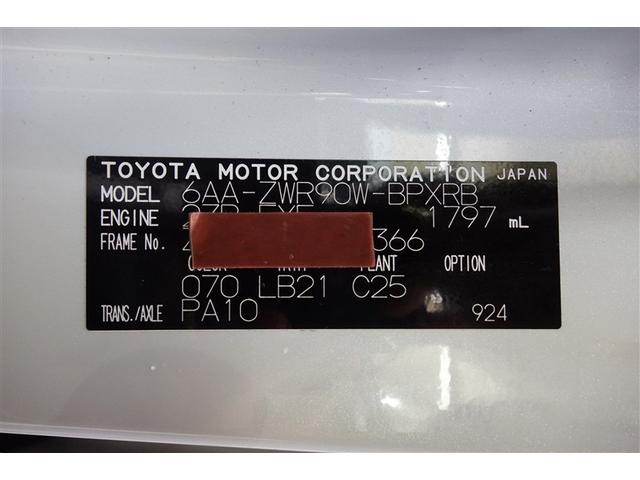 TOYOTA MOTOR CORPORATION JAPAN
MODEL 6AA-ZWR90W-BPXRB
ENGINE 1797 mL
FRAME No. 366
PLANT OPTION
070 LB21 C25
TRANS./AXLE PA10 924